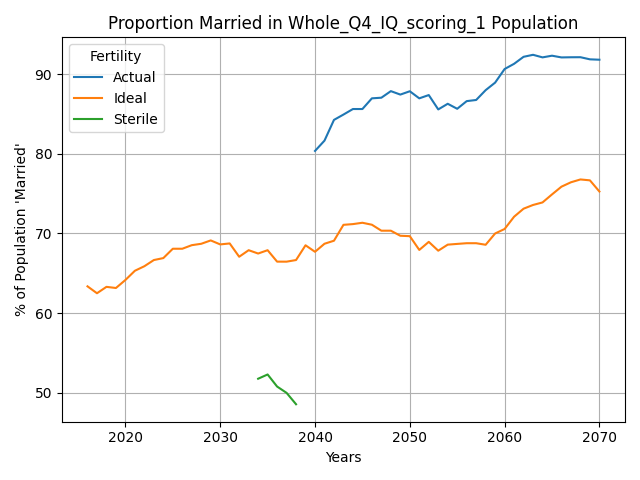 Proportion Married in Whole_Q4_IQ_scoring_1 Population
Fertility
Actual
Ideal
Sterile
% of Population 'Married'
90
80
70
60
50
2020 2030 2040 2050 2060 2070
Years